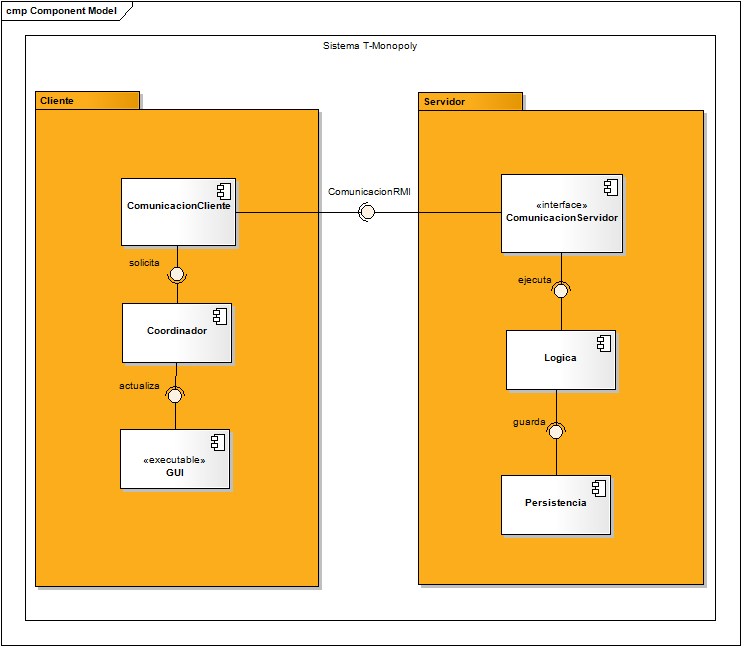 cmp Component Model
Sistema T-Monopoly
Cliente
Servidor
ComunicacionCliente
ComunicacionRMI
«interface»
ComunicacionServidor
solicita
ejecuta
Coordinador
Logica
actualiza
guarda
«executable»
GUI
Persistencia